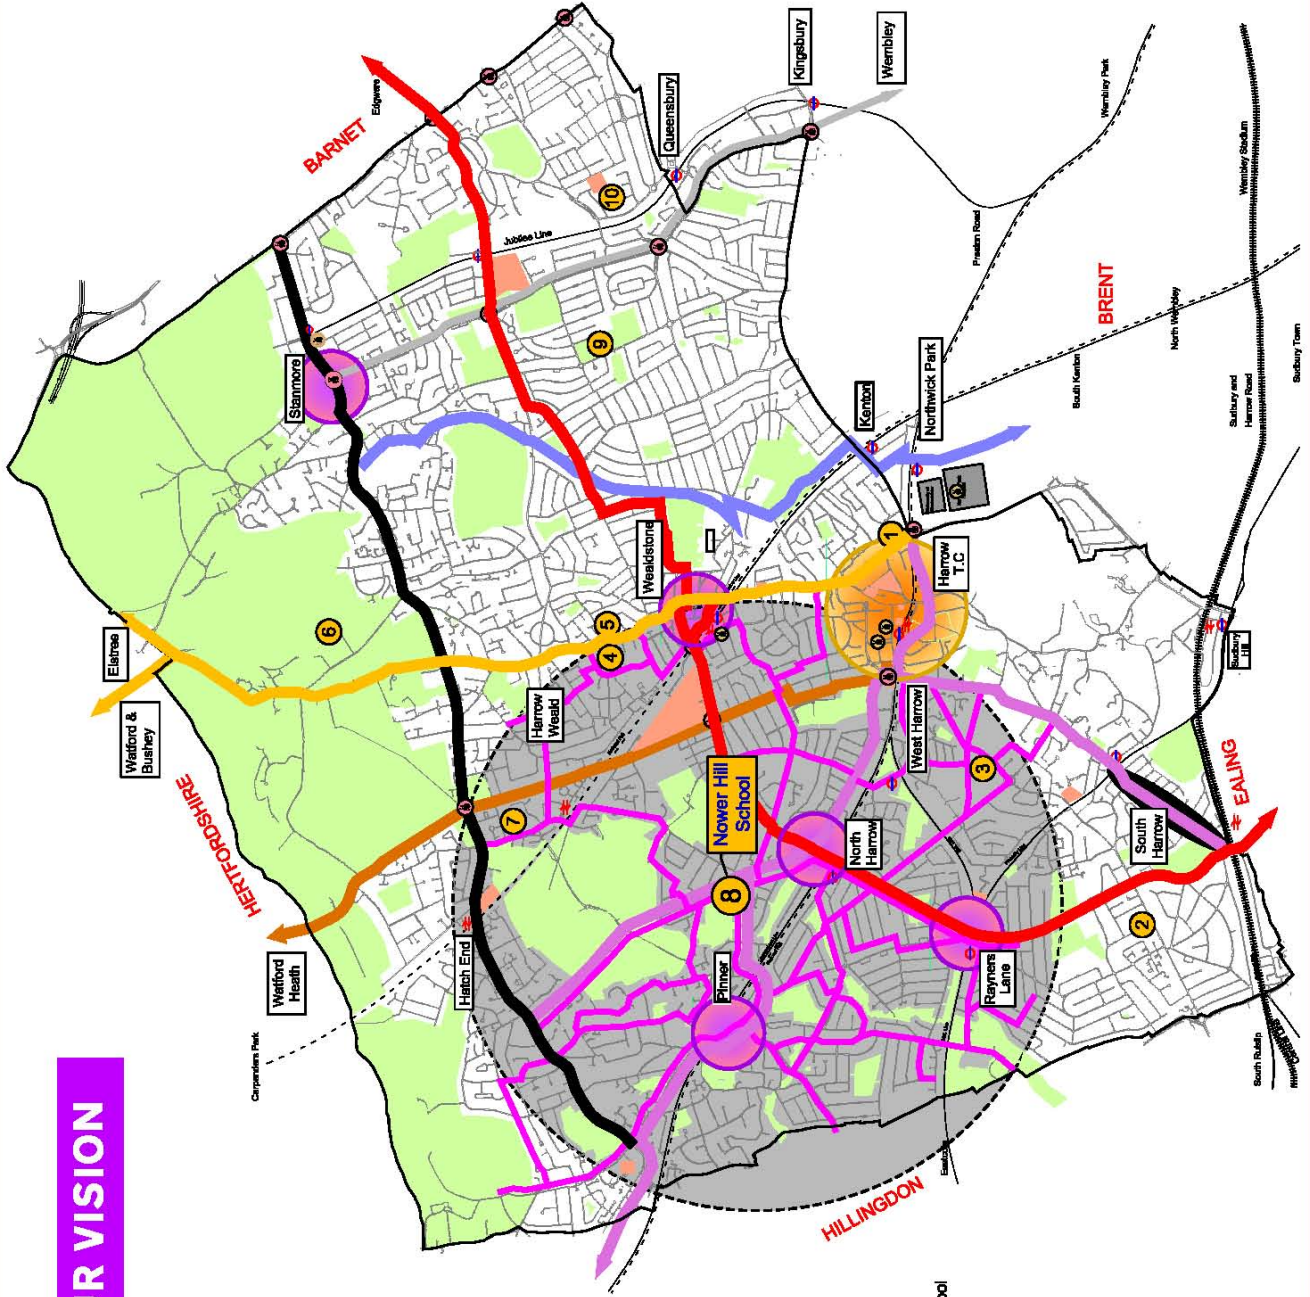 R VISION
BARNET
Edgware
Kingsbury
Wembley
Queensbury
10
Jubilee Line
Wembley Park
Wembley Stadium
Preston Road
BRENT
North Wembley
Stanmore
9
Kenton
Northwick Park
South Kenton
Sudbury and
Harrow Road
Sudbury Town
Elstree
6
Wealdstone
1
Harrow
T.C
5
4
Sudbury
Hill
Watford &
Bushey
Harrow
Weald
West Harrow
3
HERTFORDSHIRE
7
Nower Hill
School
EALING
North
Harrow
South
Harrow
8
2
Watford
Heath
Hatch End
Pinner
Rayners
Lane
Carpenders Park
South Ruislip
HILLINGDON
ool